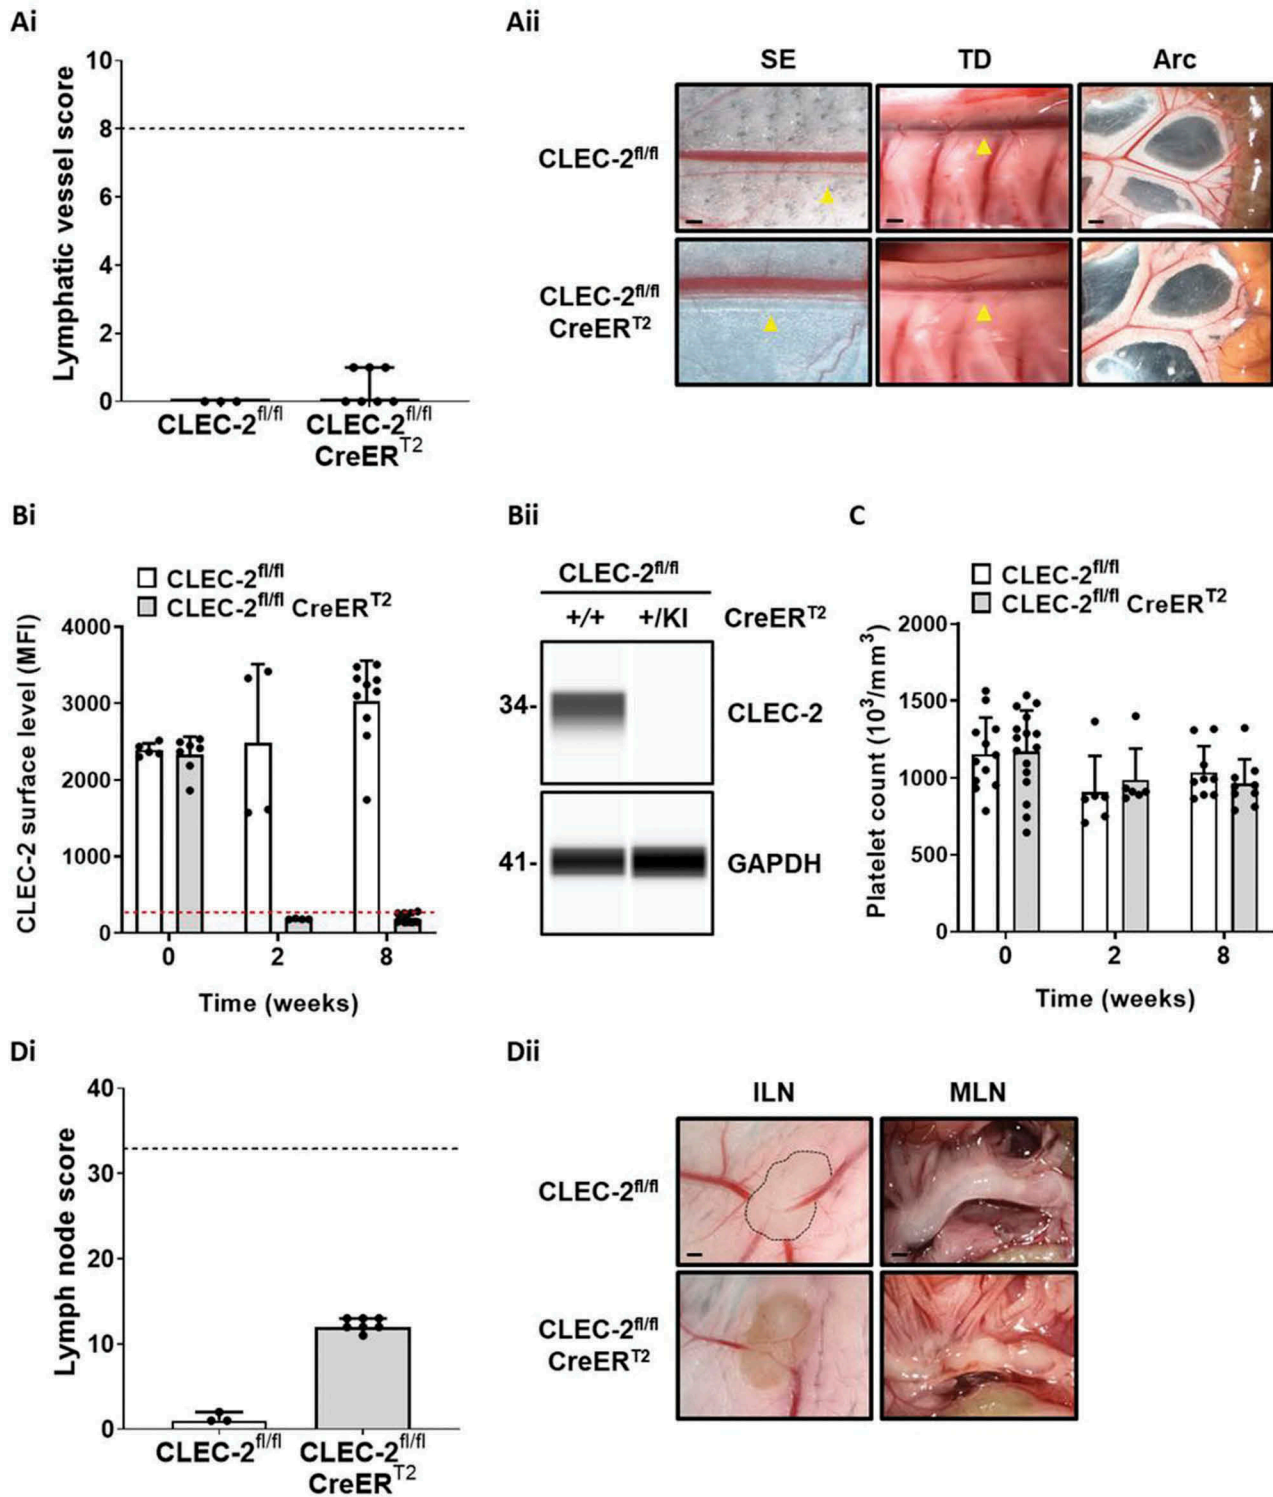 Ai
Lymphatic vessel score
10
8
6
4
2
0
CLEC-2fl/fl
CLEC-2fl/fl
CreERT2
Aii
SE TD Arc
CLEC-2fl/fl
CLEC-2fl/fl
CreERT2
Bi
CLEC-2fl/fl
CLEC-2fl/fl CreERT2
CLEC-2 surface level (MFI)
4000
3000
2000
1000
0
0 2 8
Time (weeks)
Bii
CLEC-2fl/fl
+/+ +/KI CreERT2
34- CLEC-2
41- GAPDH
C
CLEC-2fl/fl
CLEC-2fl/fl CreERT2
Platelet count (10³/mm³)
2000
1500
1000
500
0
0 2 8
Time (weeks)
Di
Lymph node score
40
30
20
10
0
CLEC-2fl/fl
CLEC-2fl/fl
CreERT2
Dii
ILN MLN
CLEC-2fl/fl
CLEC-2fl/fl
CreERT2